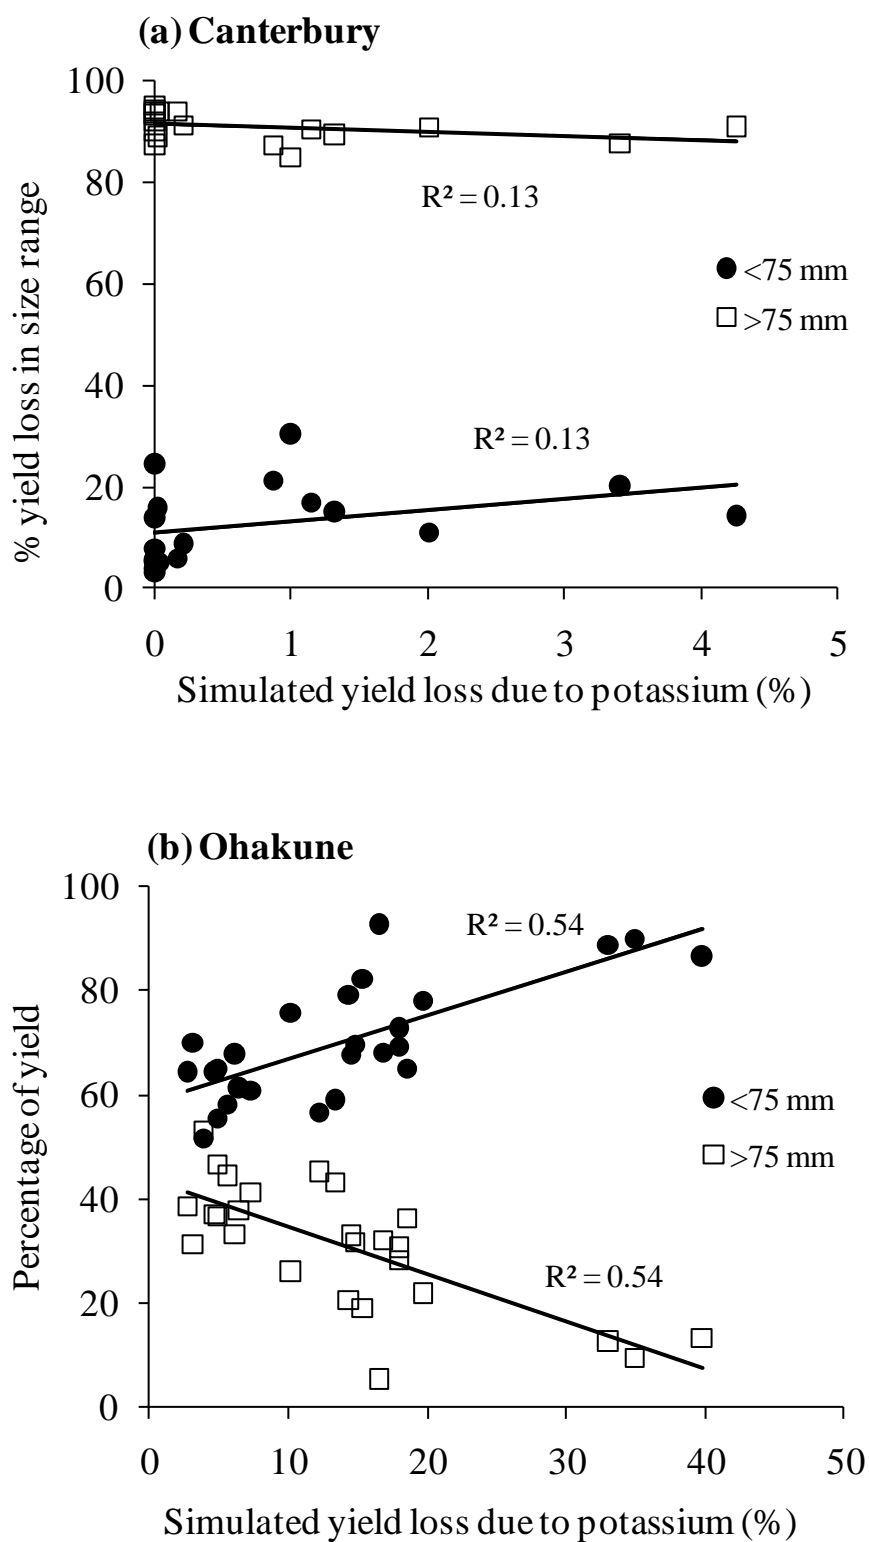 (a) Canterbury
100
80
60
40
20
0
% yield loss in size range
R² = 0.13
<75 mm
>75 mm
R² = 0.13
0 1 2 3 4 5
Simulated yield loss due to potassium (%)
(b) Ohakune
100
80
60
40
20
0
Percentage of yield
R² = 0.54
<75 mm
>75 mm
R² = 0.54
0 10 20 30 40 50
Simulated yield loss due to potassium (%)